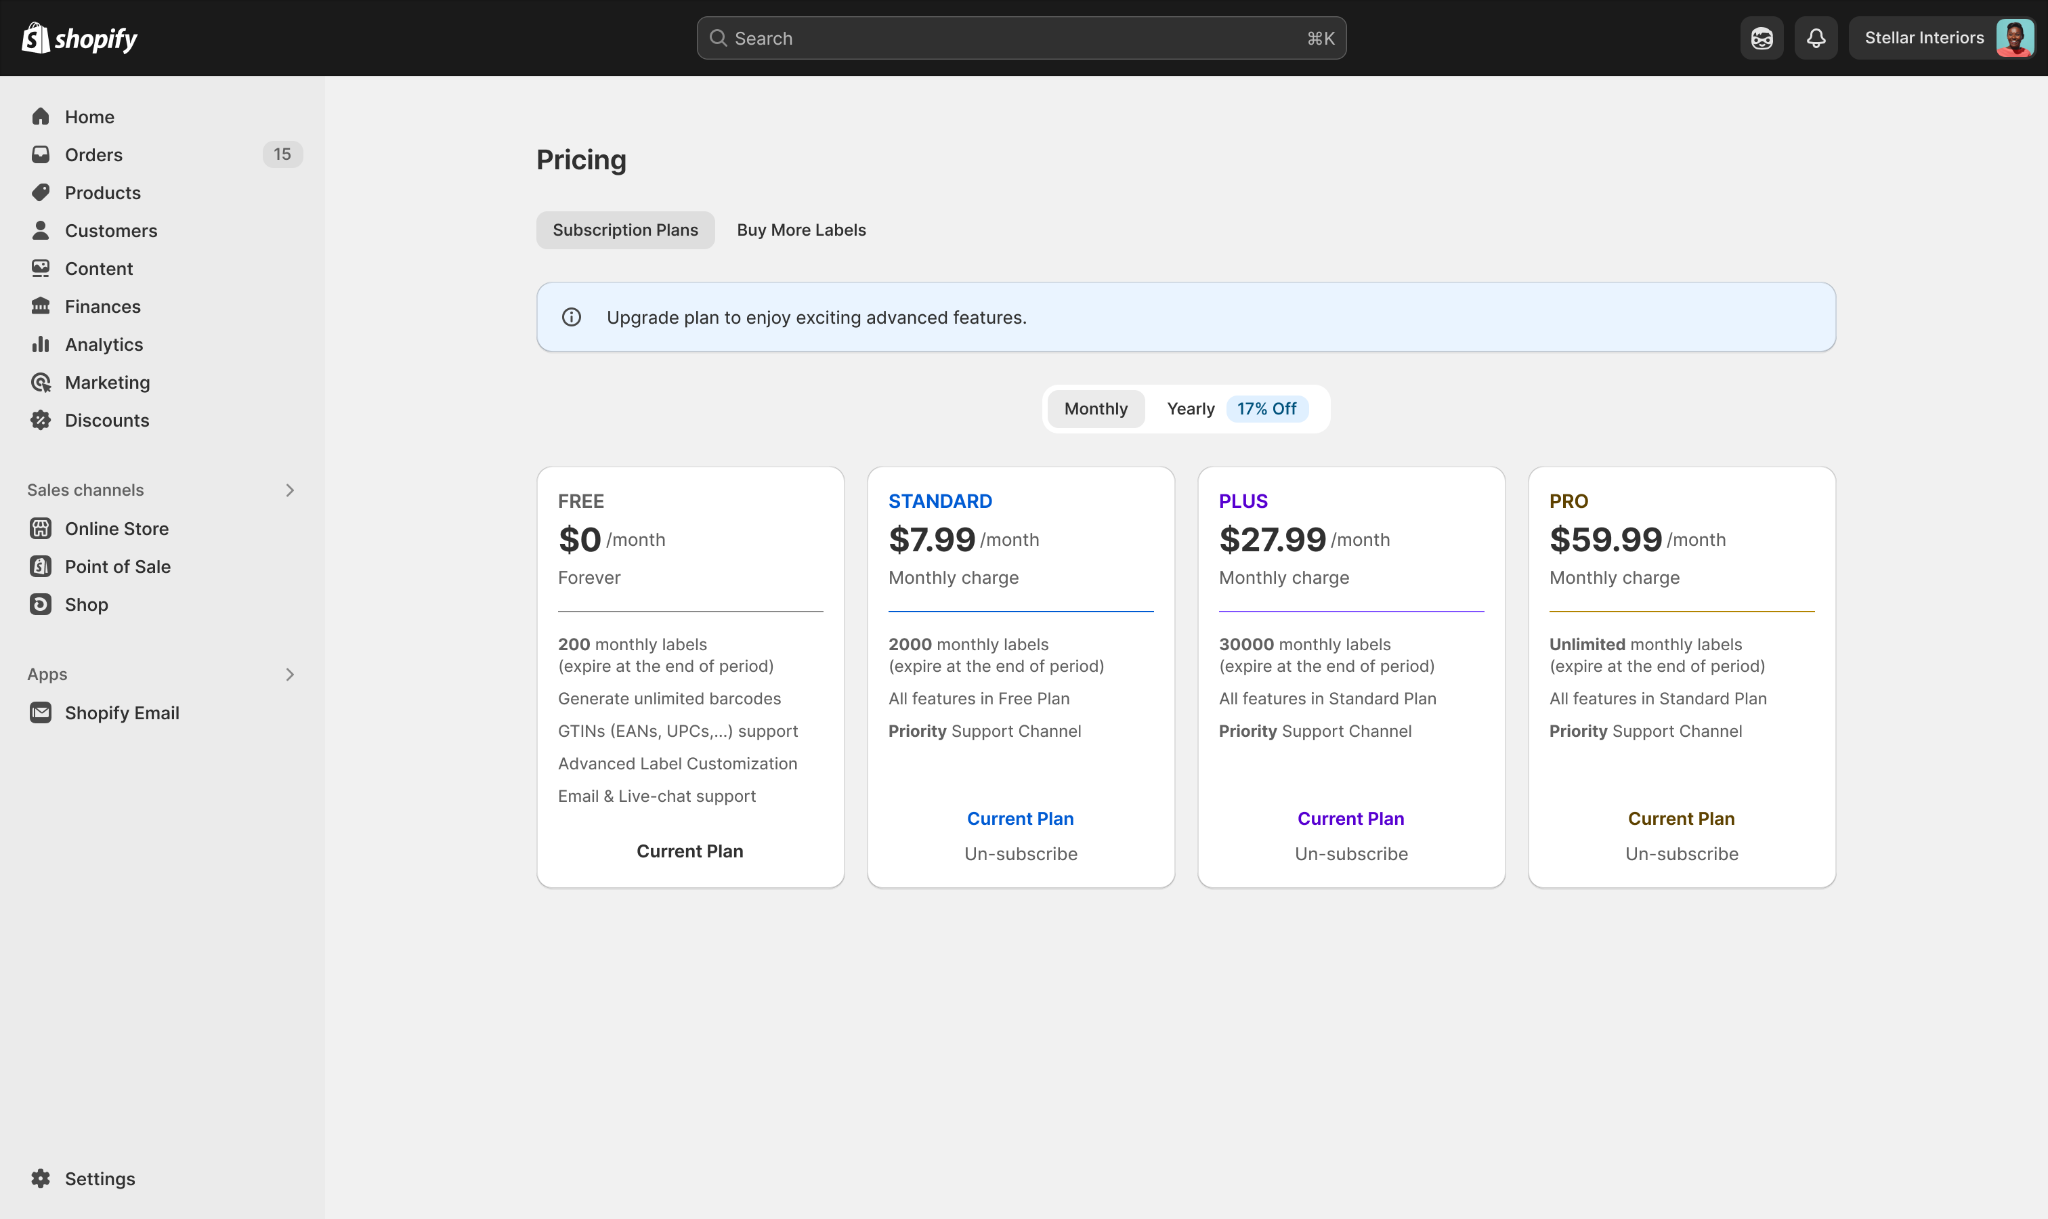 shopify
Search
⌘K
Stellar Interiors
Home
Orders 15
Products
Customers
Content
Finances
Analytics
Marketing
Discounts
Sales channels
Online Store
Point of Sale
Shop
Apps
Shopify Email
Settings
Pricing
Subscription Plans
Buy More Labels
Upgrade plan to enjoy exciting advanced features.
Monthly
Yearly 17% Off
FREE
$0 /month
Forever
200 monthly labels
(expire at the end of period)
Generate unlimited barcodes
GTINs (EANs, UPCs,...) support
Advanced Label Customization
Email & Live-chat support
Current Plan
STANDARD
$7.99 /month
Monthly charge
2000 monthly labels
(expire at the end of period)
All features in Free Plan
Priority Support Channel
Current Plan
Un-subscribe
PLUS
$27.99 /month
Monthly charge
30000 monthly labels
(expire at the end of period)
All features in Standard Plan
Priority Support Channel
Current Plan
Un-subscribe
PRO
$59.99 /month
Monthly charge
Unlimited monthly labels
(expire at the end of period)
All features in Standard Plan
Priority Support Channel
Current Plan
Un-subscribe